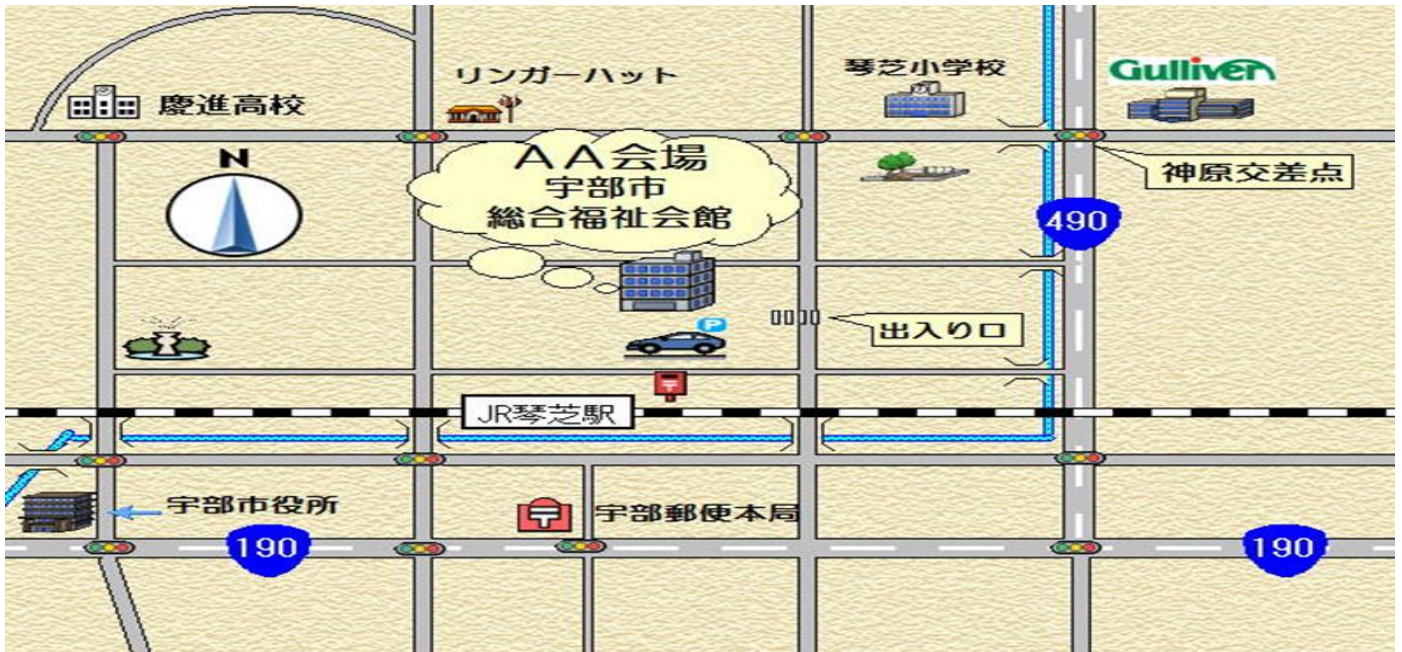 リンガーハット
琴芝小学校
Gulliver
慶進高校
N
AA会場
宇部市
総合福祉会館
神原交差点
490
P
出入り口
〒
JR琴芝駅
宇部市役所
〒
宇部郵便本局
190
190